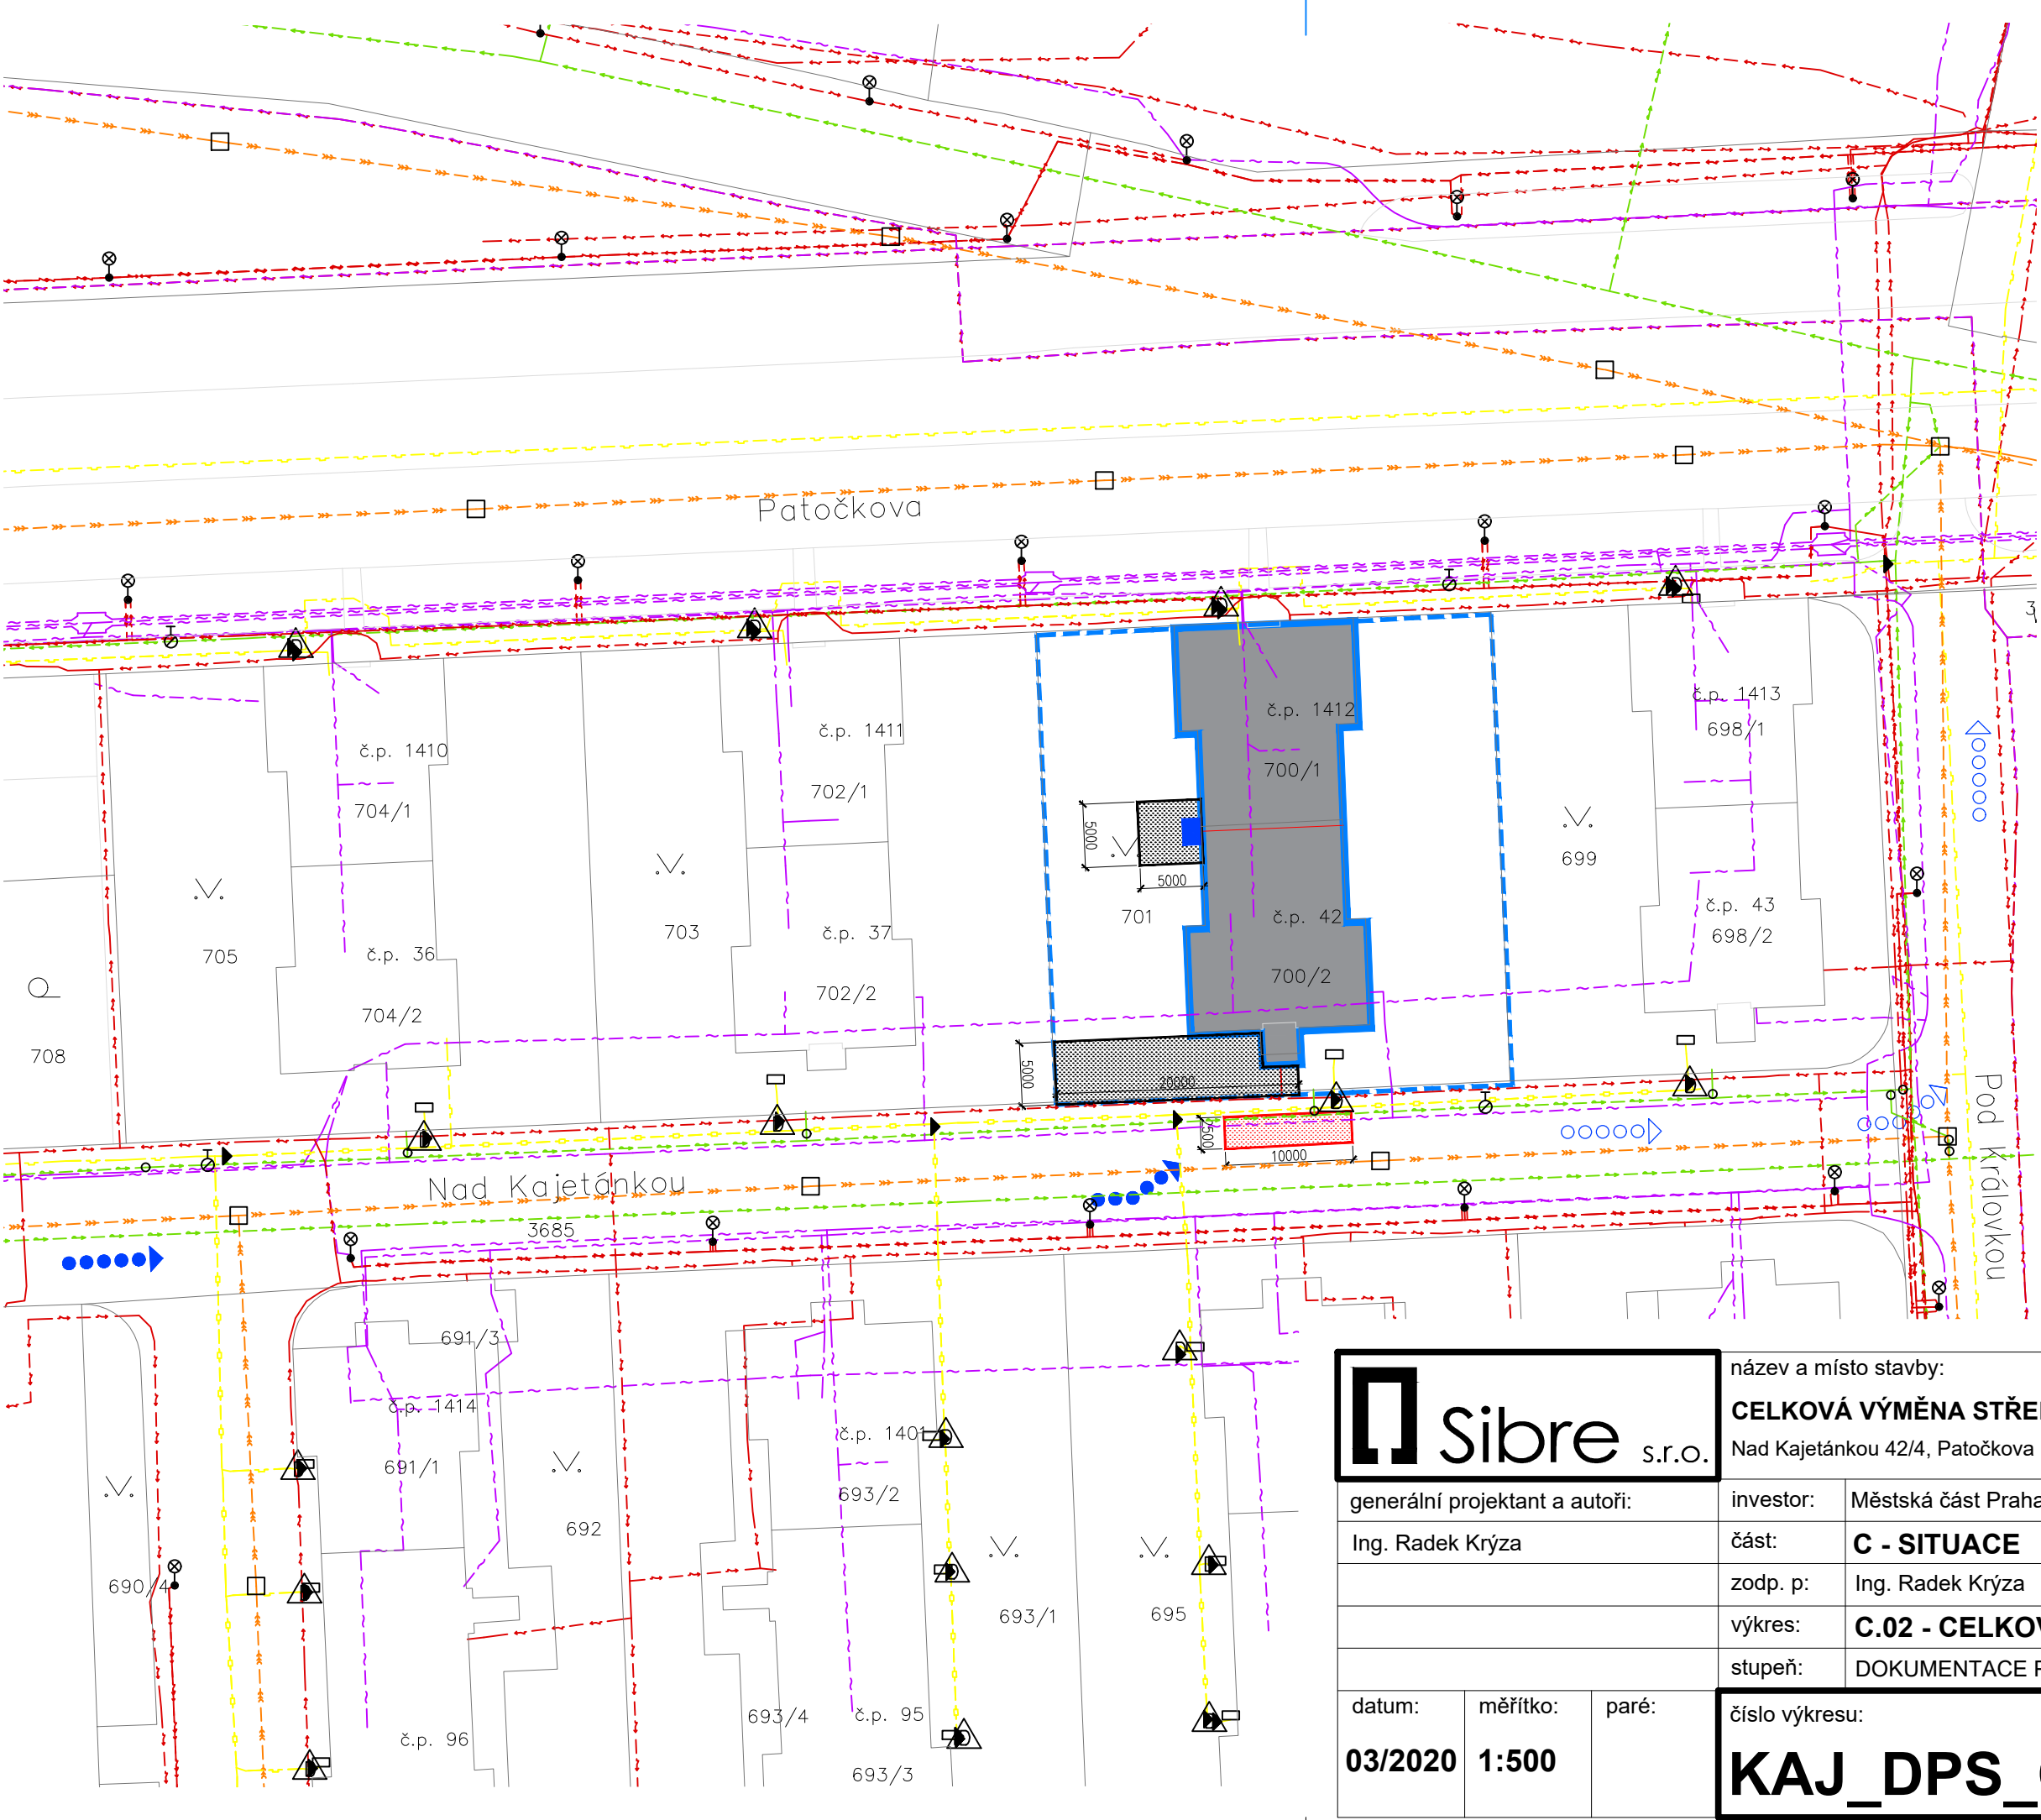 Patočkova
3
č.p. 1413
698/1
č.p. 1412
č.p. 1411
č.p. 1410
700/1
702/1
704/1
5000
5000
699
701
č.p. 42
č.p. 43
č.p. 37
703
698/2
č.p. 36
705
700/2
702/2
704/2
708
5000
20000
2500
10000
Pod Královkou
Nad Kajetánkou
3685
691/3
č.p. 1414
č.p. 1401
691/1
693/2
692
690/4
693/1
695
693/4
č.p. 95
č.p. 96
693/3
Sibre s.r.o.
název a místo stavby:
CELKOVÁ VÝMĚNA STŘE
Nad Kajetánkou 42/4, Patočkova
generální projektant a autoři:
investor: Městská část Praha
Ing. Radek Krýza
část: C - SITUACE
zodp. p: Ing. Radek Krýza
výkres: C.02 - CELKOV
stupeň: DOKUMENTACE P
datum: měřítko: paré:
číslo výkresu:
03/2020 1:500
KAJ_DPS_